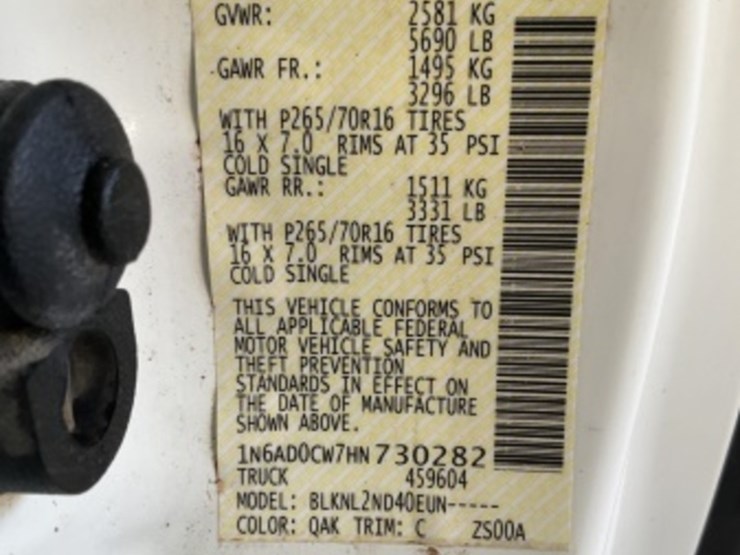 GVWR: 2581 KG
5690 LB
GAWR FR.: 1495 KG
3296 LB
WITH P265/70R16 TIRES
16 X 7.0 RIMS AT 35 PSI
COLD SINGLE
GAWR RR.: 1511 KG
3331 LB
WITH P265/70R16 TIRES
16 X 7.0 RIMS AT 35 PSI
COLD SINGLE
THIS VEHICLE CONFORMS TO
ALL APPLICABLE FEDERAL
MOTOR VEHICLE SAFETY AND
THEFT PREVENTION
STANDARDS IN EFFECT ON
THE DATE OF MANUFACTURE
SHOWN ABOVE.
1N6AD0CW7HN730282
TRUCK 459604
MODEL: BLKNL2ND40EUN-----
COLOR: QAK TRIM: C ZS00A